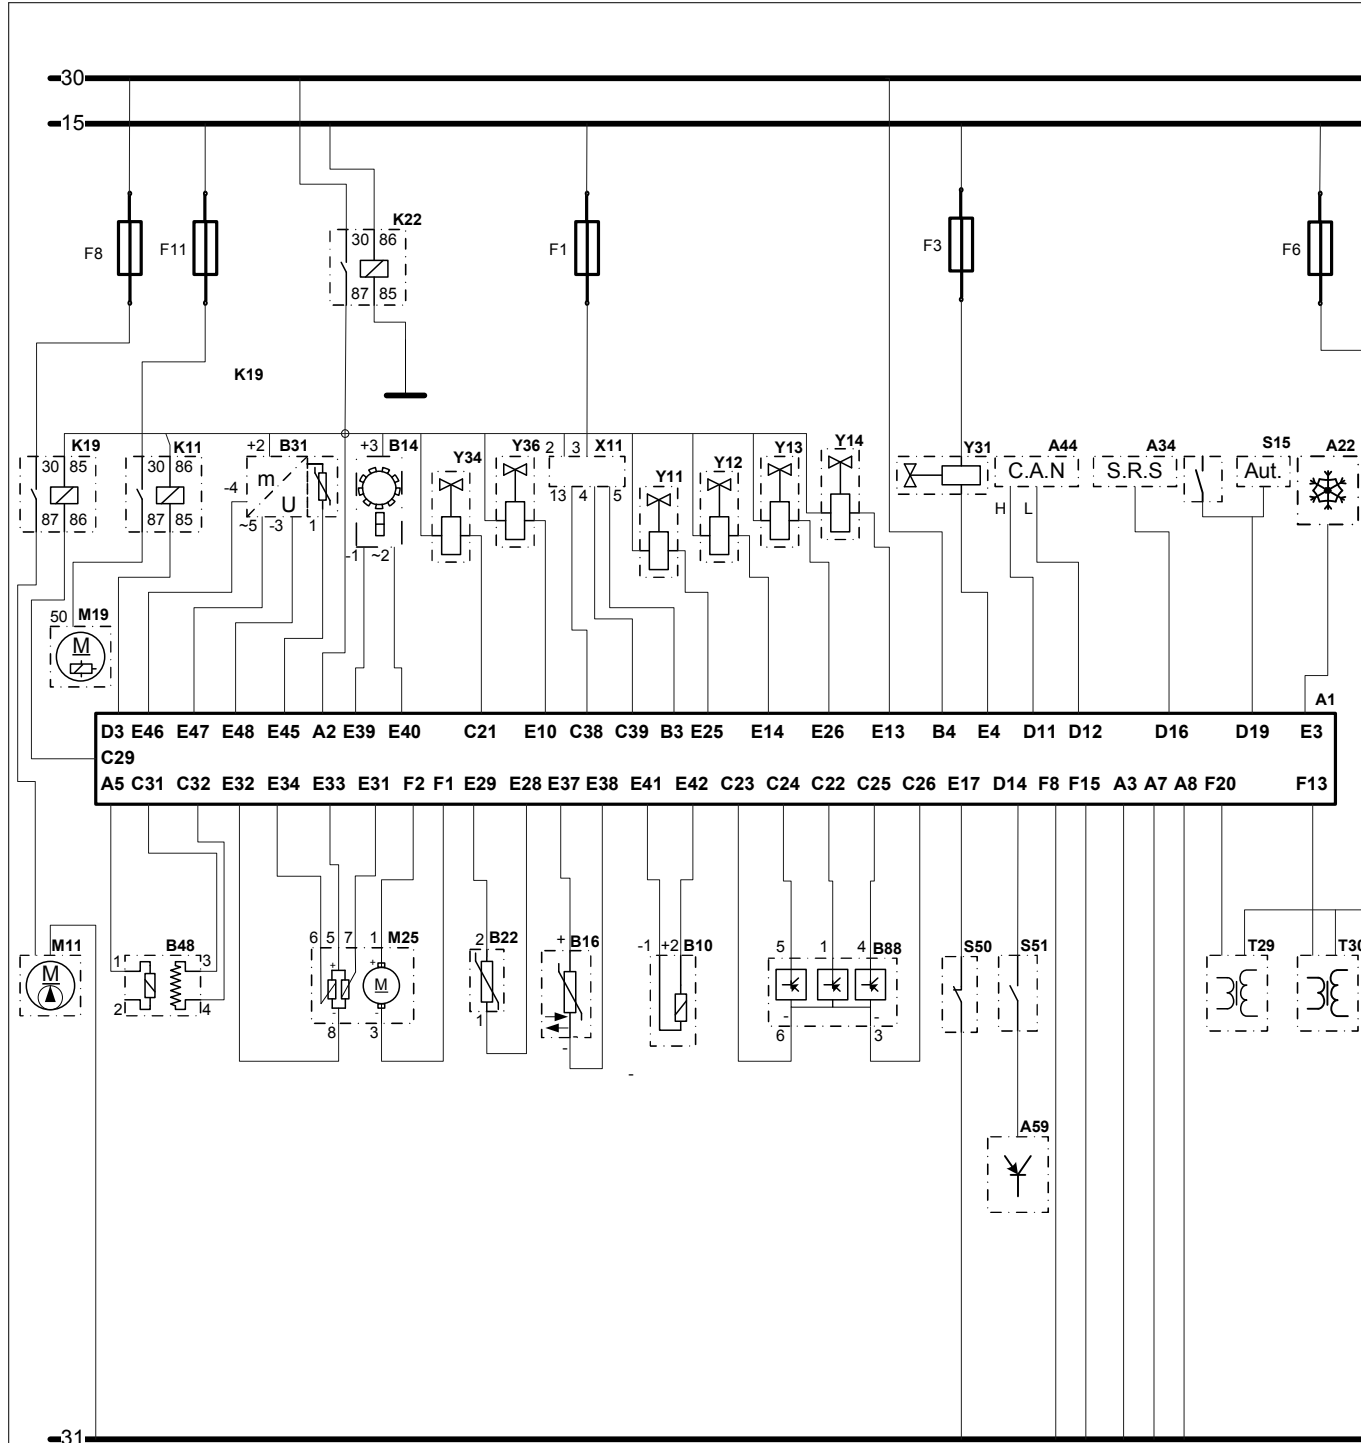 30
15
K22
30 86
F8 F11 F1 F3 F6
87 85
K19
K19 K11 +2 B31 +3 B14 Y34 Y36 2 3 X11 Y11 Y12 Y13 Y14 Y31 A44 A34 S15 A22
30 85 30 86 m C.A.N S.R.S Aut.
-4 13 4 5
87 86 87 85 ~5 -3 U 1 H L
-1 ~2
50 M19
M
A1
D3 E46 E47 E48 E45 A2 E39 E40 C21 E10 C38 C39 B3 E25 E14 E26 E13 B4 E4 D11 D12 D16 D19 E3
C29
A5 C31 C32 E32 E34 E33 E31 F2 F1 E29 E28 E37 E38 E41 E42 C23 C24 C22 C25 C26 E17 D14 F8 F15 A3 A7 A8 F20 F13
M11 B48 6 5 7 1 M25 2 B22 + B16 -1 +2 B10 5 1 4 B88 S50 S51 T29 T30
1 3
M + + M
2 4 - -
8 3 1 - - - -
6 3
-
A59
31